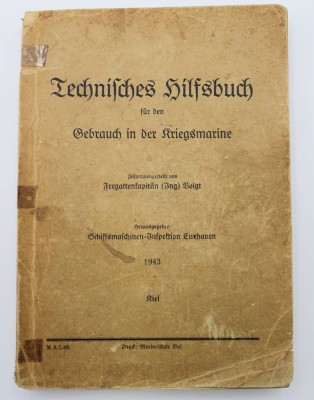 Technisches Hilfsbuch
für den
Gebrauch in der Kriegsmarine
Zusammengestellt von
Fregattenkapitän (Ing) Voigt
Herausgegeben
Schiffsmaschinen-Inspektion Cuxhaven
1943
Kiel
Druck: Marineschule Kiel